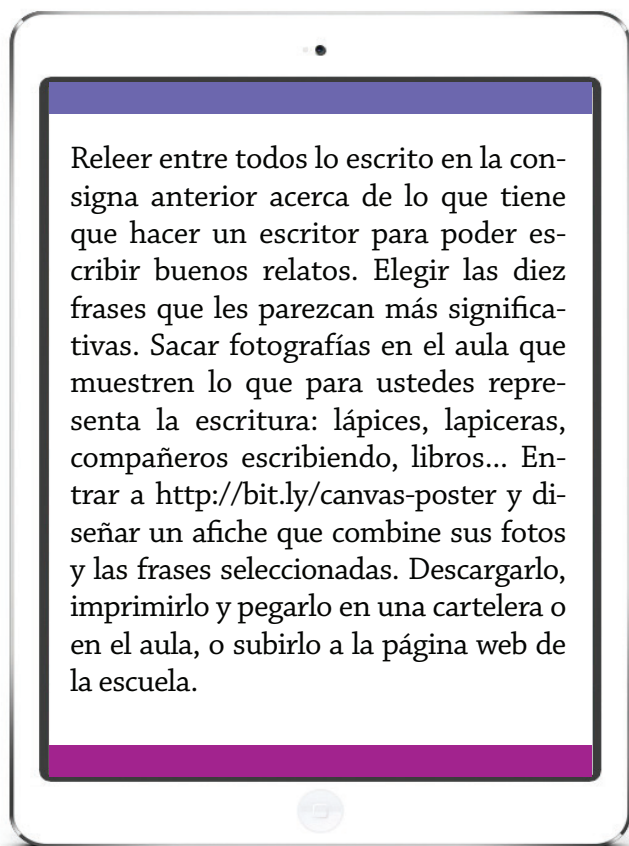 Releer entre todos lo escrito en la con-
signa anterior acerca de lo que tiene
que hacer un escritor para poder es-
cribir buenos relatos. Elegir las diez
frases que les parezcan más significa-
tivas. Sacar fotografías en el aula que
muestren lo que para ustedes repre-
senta la escritura: lápices, lapiceras,
compañeros escribiendo, libros... En-
trar a http://bit.ly/canvas-poster y di-
señar un afiche que combine sus fotos
y las frases seleccionadas. Descargarlo,
imprimirlo y pegarlo en una cartelera o
en el aula, o subirlo a la página web de
la escuela.